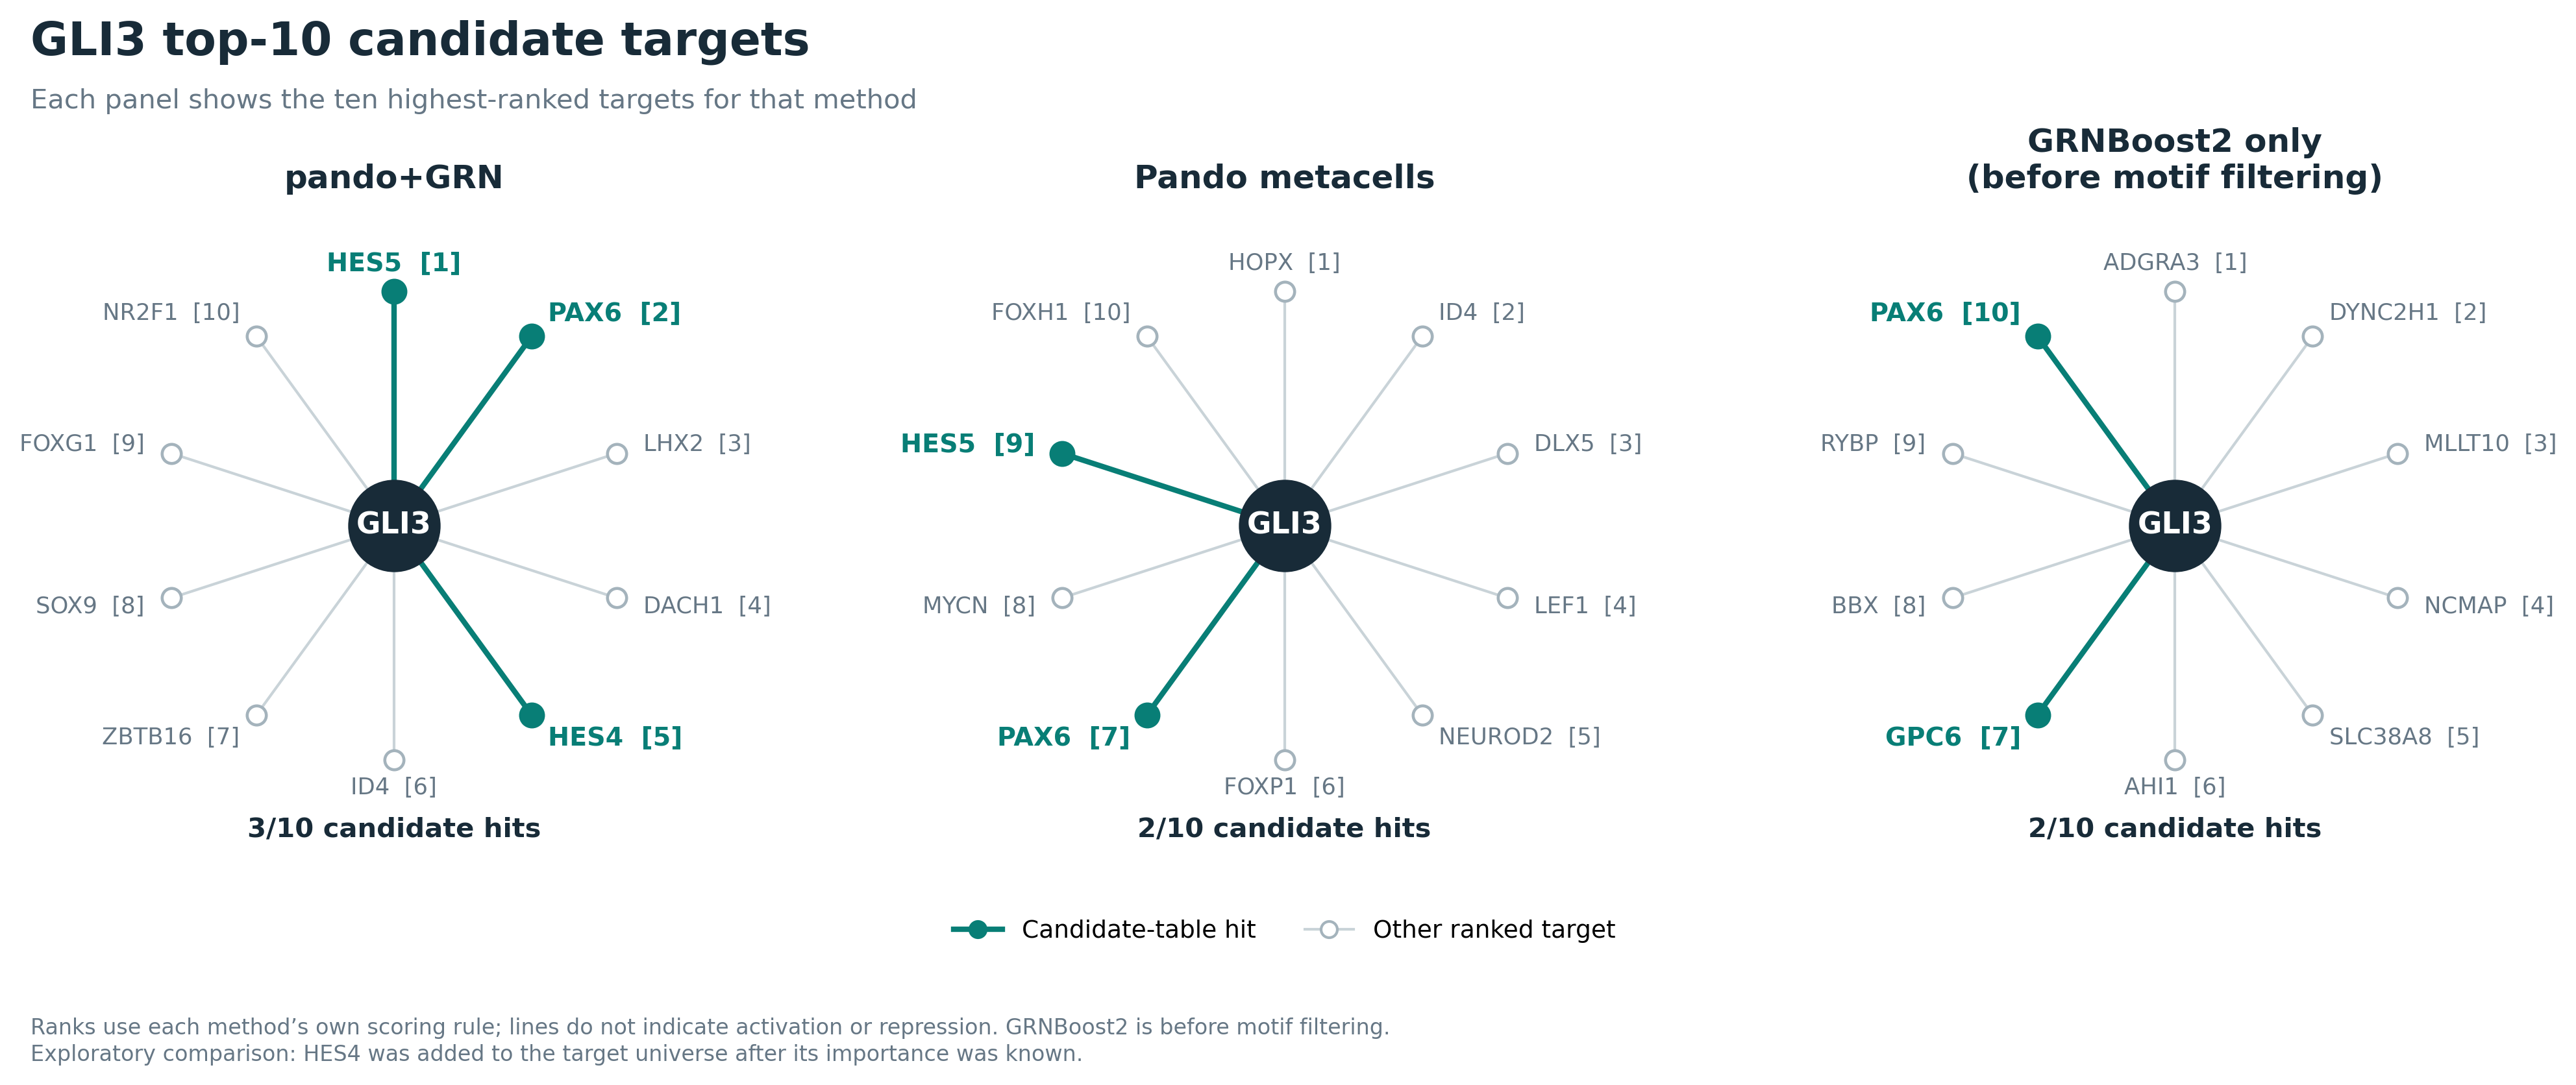 GLI3 top-10 candidate targets
Each panel shows the ten highest-ranked targets for that method
pando+GRN
HES5 [1]
PAX6 [2]
LHX2 [3]
DACH1 [4]
HES4 [5]
ID4 [6]
ZBTB16 [7]
SOX9 [8]
FOXG1 [9]
NR2F1 [10]
GLI3
3/10 candidate hits
Pando metacells
HOPX [1]
ID4 [2]
DLX5 [3]
LEF1 [4]
NEUROD2 [5]
FOXP1 [6]
PAX6 [7]
MYCN [8]
HES5 [9]
FOXH1 [10]
GLI3
2/10 candidate hits
GRNBoost2 only
(before motif filtering)
ADGRA3 [1]
DYNC2H1 [2]
MLLT10 [3]
NCMAP [4]
SLC38A8 [5]
AHI1 [6]
GPC6 [7]
BBX [8]
RYBP [9]
PAX6 [10]
GLI3
2/10 candidate hits
Candidate-table hit
Other ranked target
Ranks use each method’s own scoring rule; lines do not indicate activation or repression. GRNBoost2 is before motif filtering.
Exploratory comparison: HES4 was added to the target universe after its importance was known.